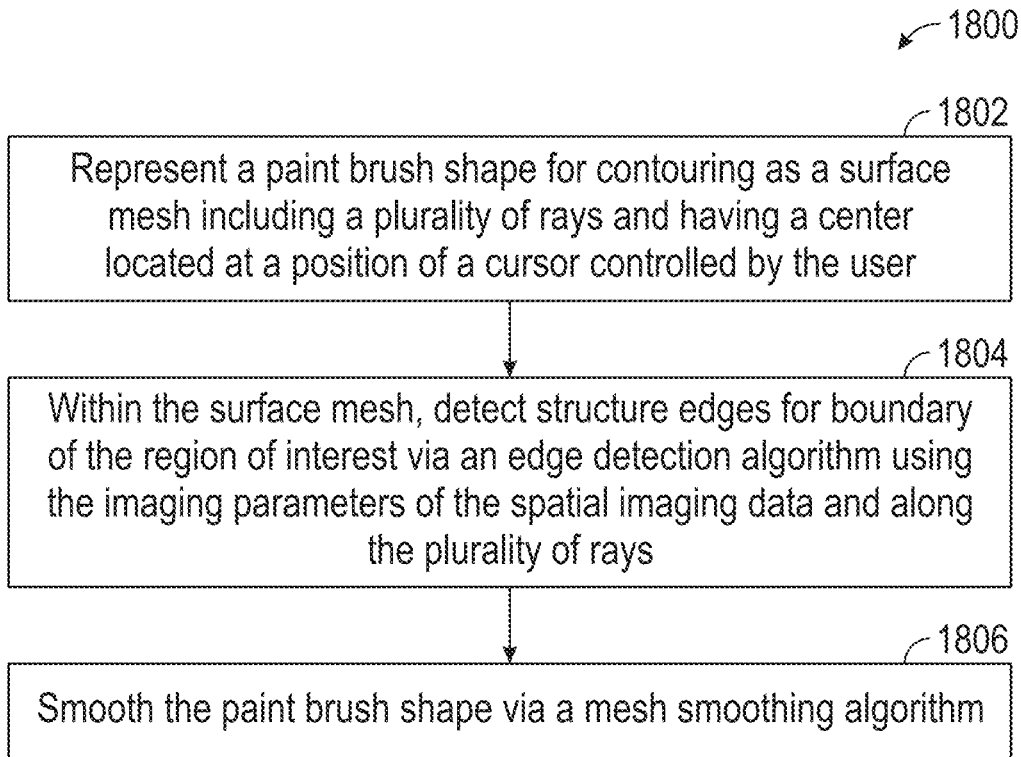 1800
1802
Represent a paint brush shape for contouring as a surface
mesh including a plurality of rays and having a center
located at a position of a cursor controlled by the user
1804
Within the surface mesh, detect structure edges for boundary
of the region of interest via an edge detection algorithm using
the imaging parameters of the spatial imaging data and along
the plurality of rays
1806
Smooth the paint brush shape via a mesh smoothing algorithm